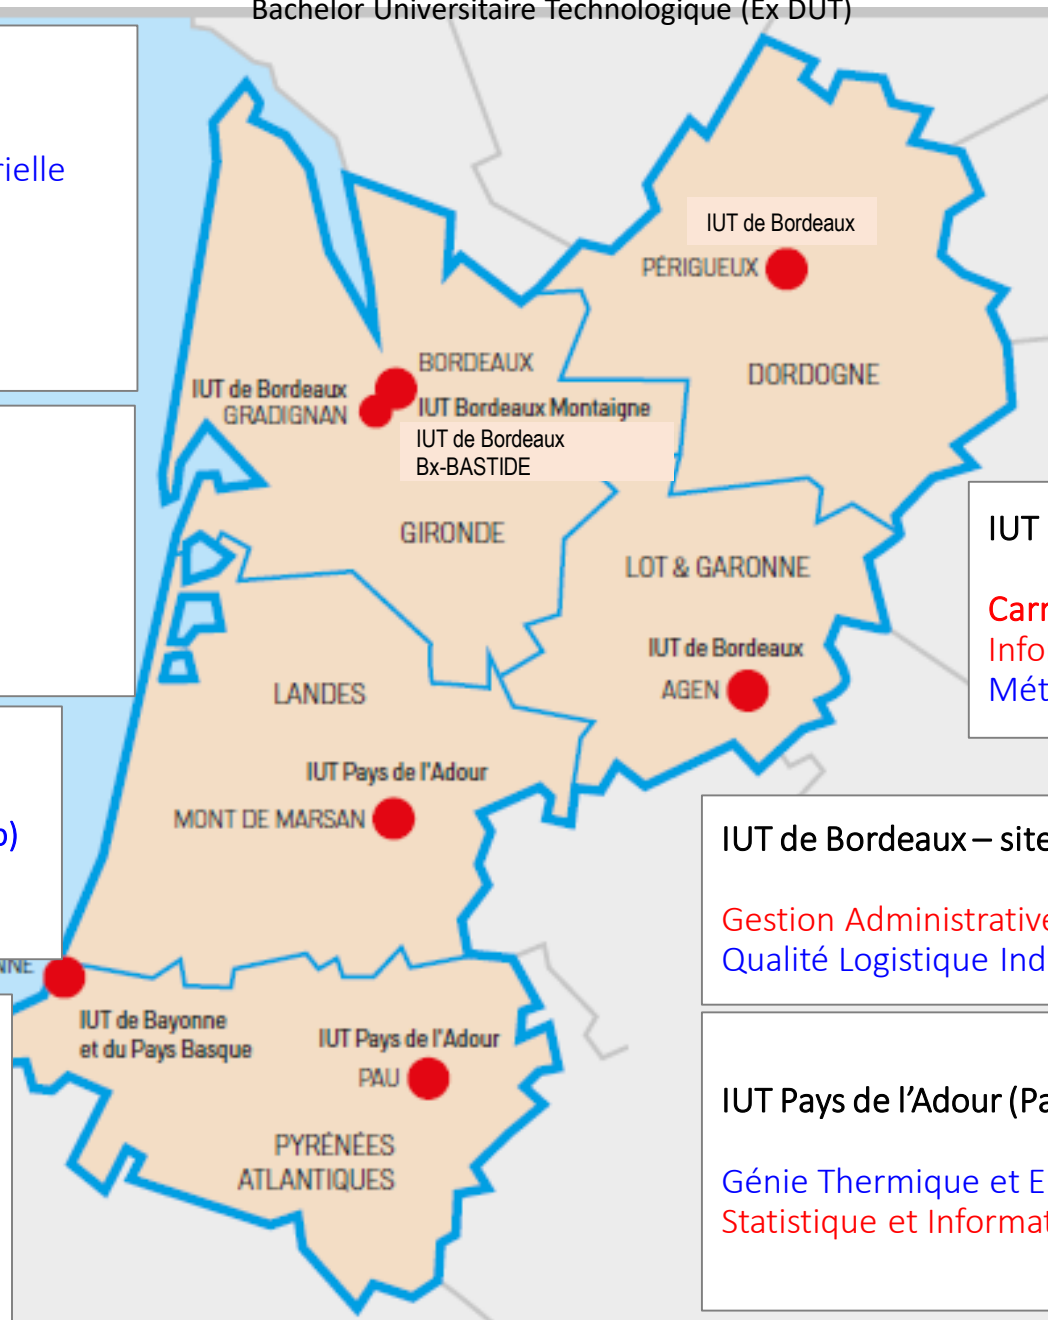 Bachelor Universitaire Technologique (Ex DUT)
rielle
IUT de Bordeaux
PÉRIGUEUX
BORDEAUX
DORDOGNE
IUT de Bordeaux
GRADIGNAN
IUT Bordeaux Montaigne
IUT de Bordeaux
Bx-BASTIDE
GIRONDE
LOT & GARONNE
IUT
Carr
Info
Mét
IUT de Bordeaux
AGEN
LANDES
IUT Pays de l'Adour
MONT DE MARSAN
o)
IUT de Bordeaux – site
Gestion Administrative
Qualité Logistique Ind
NNE
IUT de Bayonne
et du Pays Basque
IUT Pays de l'Adour
PAU
PYRÉNÉES
ATLANTIQUES
IUT Pays de l’Adour (Pa
Génie Thermique et E
Statistique et Informat